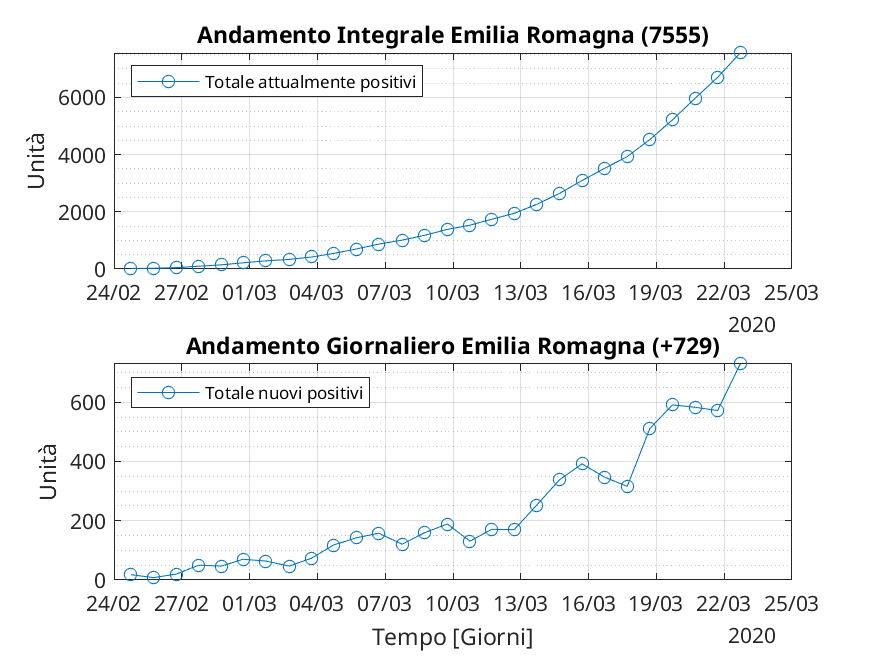 Andamento Integrale Emilia Romagna (7555)
Totale attualmente positivi
Unità
6000
4000
2000
0
24/02 27/02 01/03 04/03 07/03 10/03 13/03 16/03 19/03 22/03 25/03
2020
Andamento Giornaliero Emilia Romagna (+729)
Totale nuovi positivi
Unità
600
400
200
0
24/02 27/02 01/03 04/03 07/03 10/03 13/03 16/03 19/03 22/03 25/03
Tempo [Giorni]
2020